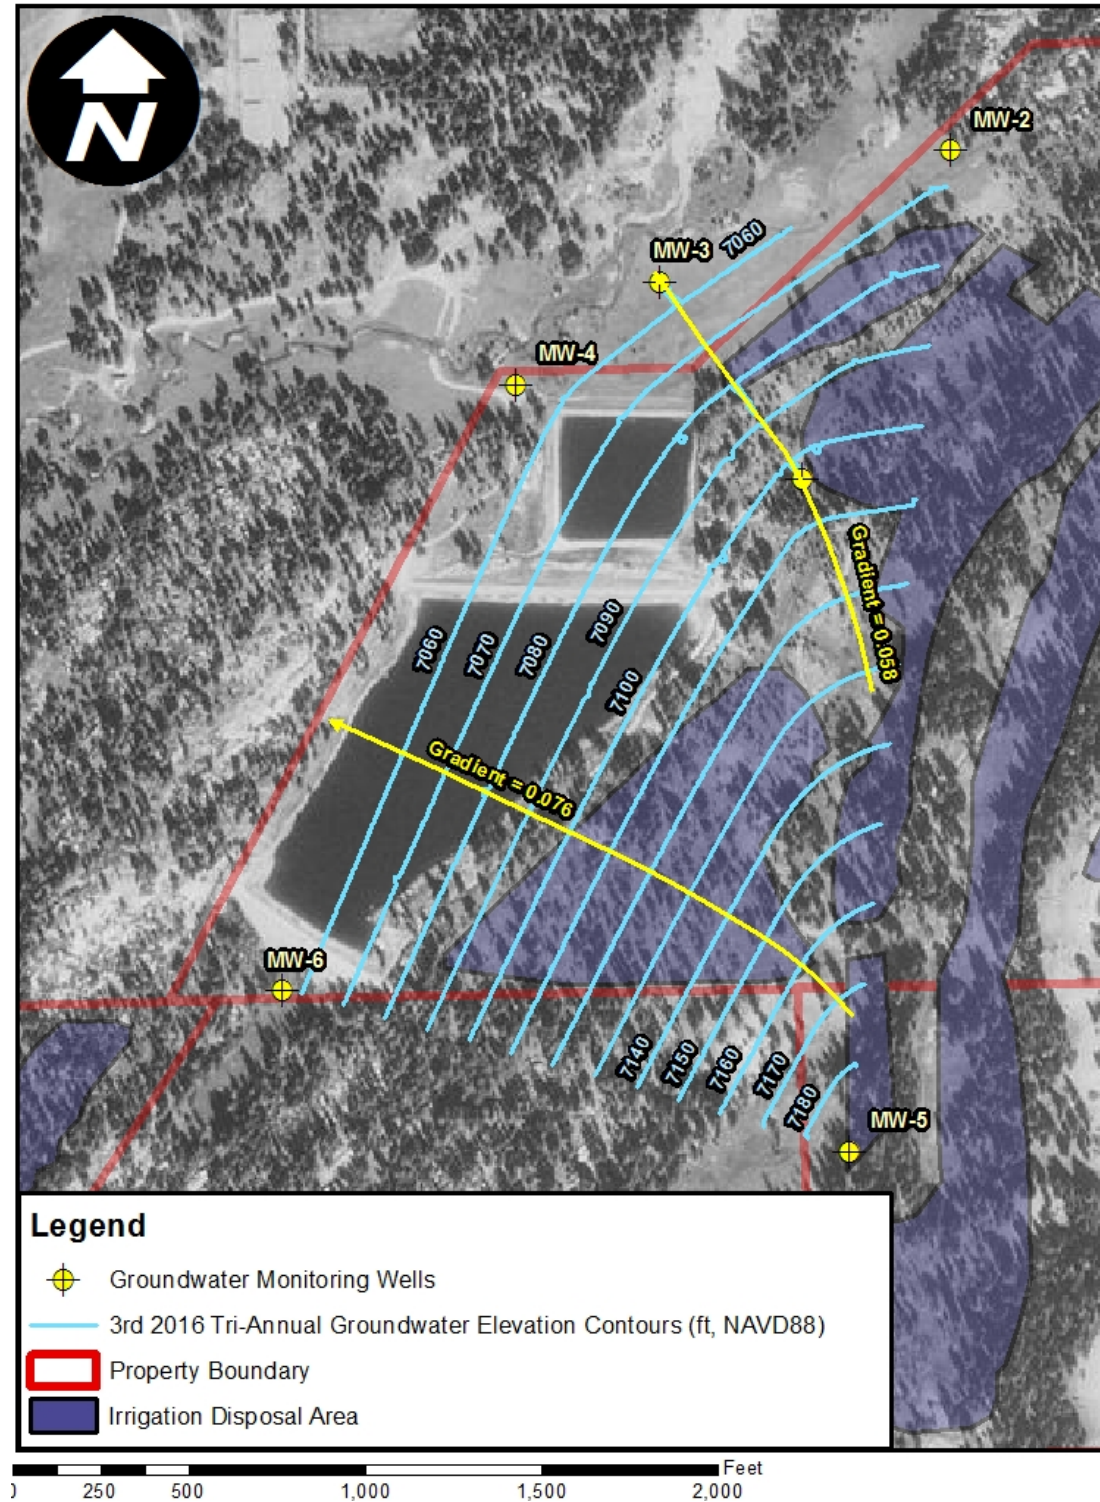 N
MW-2
7060
MW-3
MW-4
Gradient = 0.058
7060
7070
7080
7090
7100
Gradient = 0.076
MW-6
7140
7150
7160
7170
7180
MW-5
Legend
Groundwater Monitoring Wells
3rd 2016 Tri-Annual Groundwater Elevation Contours (ft, NAVD88)
Property Boundary
Irrigation Disposal Area
Feet
0 250 500 1,000 1,500 2,000